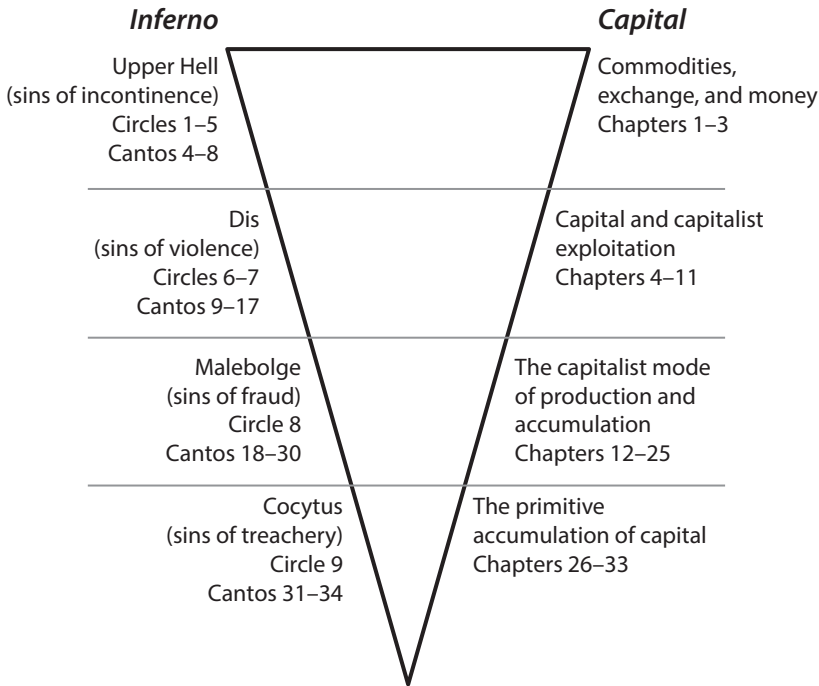 Inferno
Capital
Upper Hell
(sins of incontinence)
Circles 1–5
Cantos 4–8
Commodities,
exchange, and money
Chapters 1–3
Dis
(sins of violence)
Circles 6–7
Cantos 9–17
Capital and capitalist
exploitation
Chapters 4–11
Malebolge
(sins of fraud)
Circle 8
Cantos 18–30
The capitalist mode
of production and
accumulation
Chapters 12–25
Cocytus
(sins of treachery)
Circle 9
Cantos 31–34
The primitive
accumulation of capital
Chapters 26–33